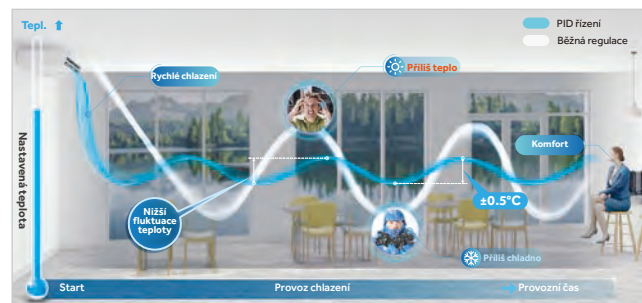 Tepl.
PID řízení
Běžná regulace
Rychlé chlazení
Příliš teplo
Nastavená teplota
Komfort
Nižší
fluktuace
teploty
±0.5°C
Příliš chladno
Start
Provoz chlazení
Provozní čas